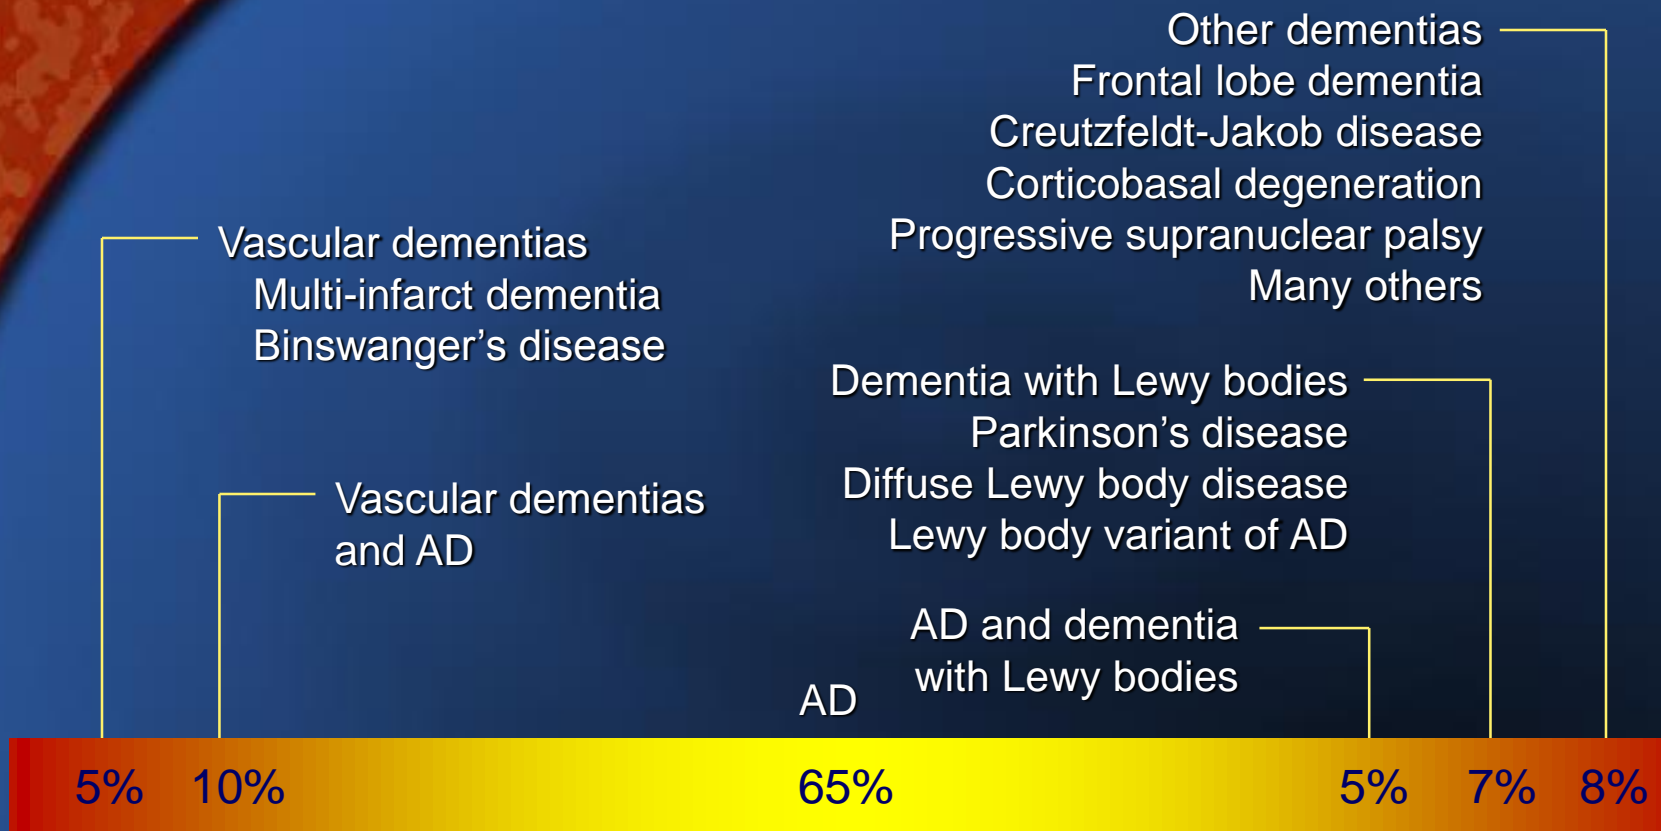 Other dementias
Frontal lobe dementia
Creutzfeldt-Jakob disease
Corticobasal degeneration
Progressive supranuclear palsy
Many others
Vascular dementias
Multi-infarct dementia
Binswanger’s disease
Dementia with Lewy bodies
Parkinson’s disease
Diffuse Lewy body disease
Lewy body variant of AD
Vascular dementias
and AD
AD and dementia
with Lewy bodies
AD
5% 10% 65% 5% 7% 8%